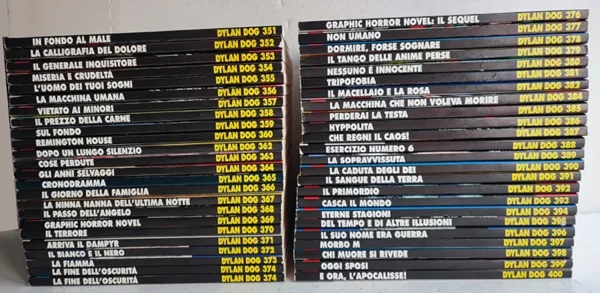 IN FONDO AL MALE DYLAN DOG 351
LA CALLIGRAFIA DEL DOLORE DYLAN DOG 352
IL GENERALE INQUISITORE DYLAN DOG 353
MISERIA E CRUDELTÀ DYLAN DOG 354
L'UOMO DEI TUOI SOGNI DYLAN DOG 355
LA MACCHINA UMANA DYLAN DOG 356
VIETATO AI MINORI DYLAN DOG 357
IL PREZZO DELLA CARNE DYLAN DOG 358
SUL FONDO DYLAN DOG 359
REMINGTON HOUSE DYLAN DOG 360
DOPO UN LUNGO SILENZIO DYLAN DOG 362
COSE PERDUTE DYLAN DOG 363
GLI ANNI SELVAGGI DYLAN DOG 364
CRONODRAMMA DYLAN DOG 365
IL GIORNO DELLA FAMIGLIA DYLAN DOG 366
LA NINNA NANNA DELL'ULTIMA NOTTE DYLAN DOG 367
IL PASSO DELL'ANGELO DYLAN DOG 368
GRAPHIC HORROR NOVEL DYLAN DOG 369
IL TERRORE DYLAN DOG 370
ARRIVA IL DAMPYR DYLAN DOG 371
IL BIANCO E IL NERO DYLAN DOG 372
LA FIAMMA DYLAN DOG 373
LA FINE DELL'OSCURITÀ DYLAN DOG 374
LA FINE DELL'OSCURITÀ DYLAN DOG 374
GRAPHIC HORROR NOVEL: IL SEQUEL DYLAN DOG 376
NON UMANO DYLAN DOG 377
DORMIRE, FORSE SOGNARE DYLAN DOG 378
IL TANGO DELLE ANIME PERSE DYLAN DOG 379
NESSUNO È INNOCENTE DYLAN DOG 380
TRIPOFOBIA DYLAN DOG 381
IL MACELLAIO E LA ROSA DYLAN DOG 382
LA MACCHINA CHE NON VOLEVA MORIRE DYLAN DOG 384
PERDERAI LA TESTA DYLAN DOG 385
HYPPOLITA DYLAN DOG 386
CHE REGNI IL CAOS! DYLAN DOG 387
ESERCIZIO NUMERO 6 DYLAN DOG 388
LA SOPRAVVISSUTA DYLAN DOG 389
LA CADUTA DEGLI DEI DYLAN DOG 390
IL SANGUE DELLA TERRA DYLAN DOG 391
IL PRIMORDIO DYLAN DOG 392
CASCA IL MONDO DYLAN DOG 393
ETERNE STAGIONI DYLAN DOG 394
DEL TEMPO E DI ALTRE ILLUSIONI DYLAN DOG 395
IL SUO NOME ERA GUERRA DYLAN DOG 396
MORBO M DYLAN DOG 397
CHI MUORE SI RIVEDE DYLAN DOG 398
OGGI SPOSI DYLAN DOG 399
E ORA, L'APOCALISSE! DYLAN DOG 400